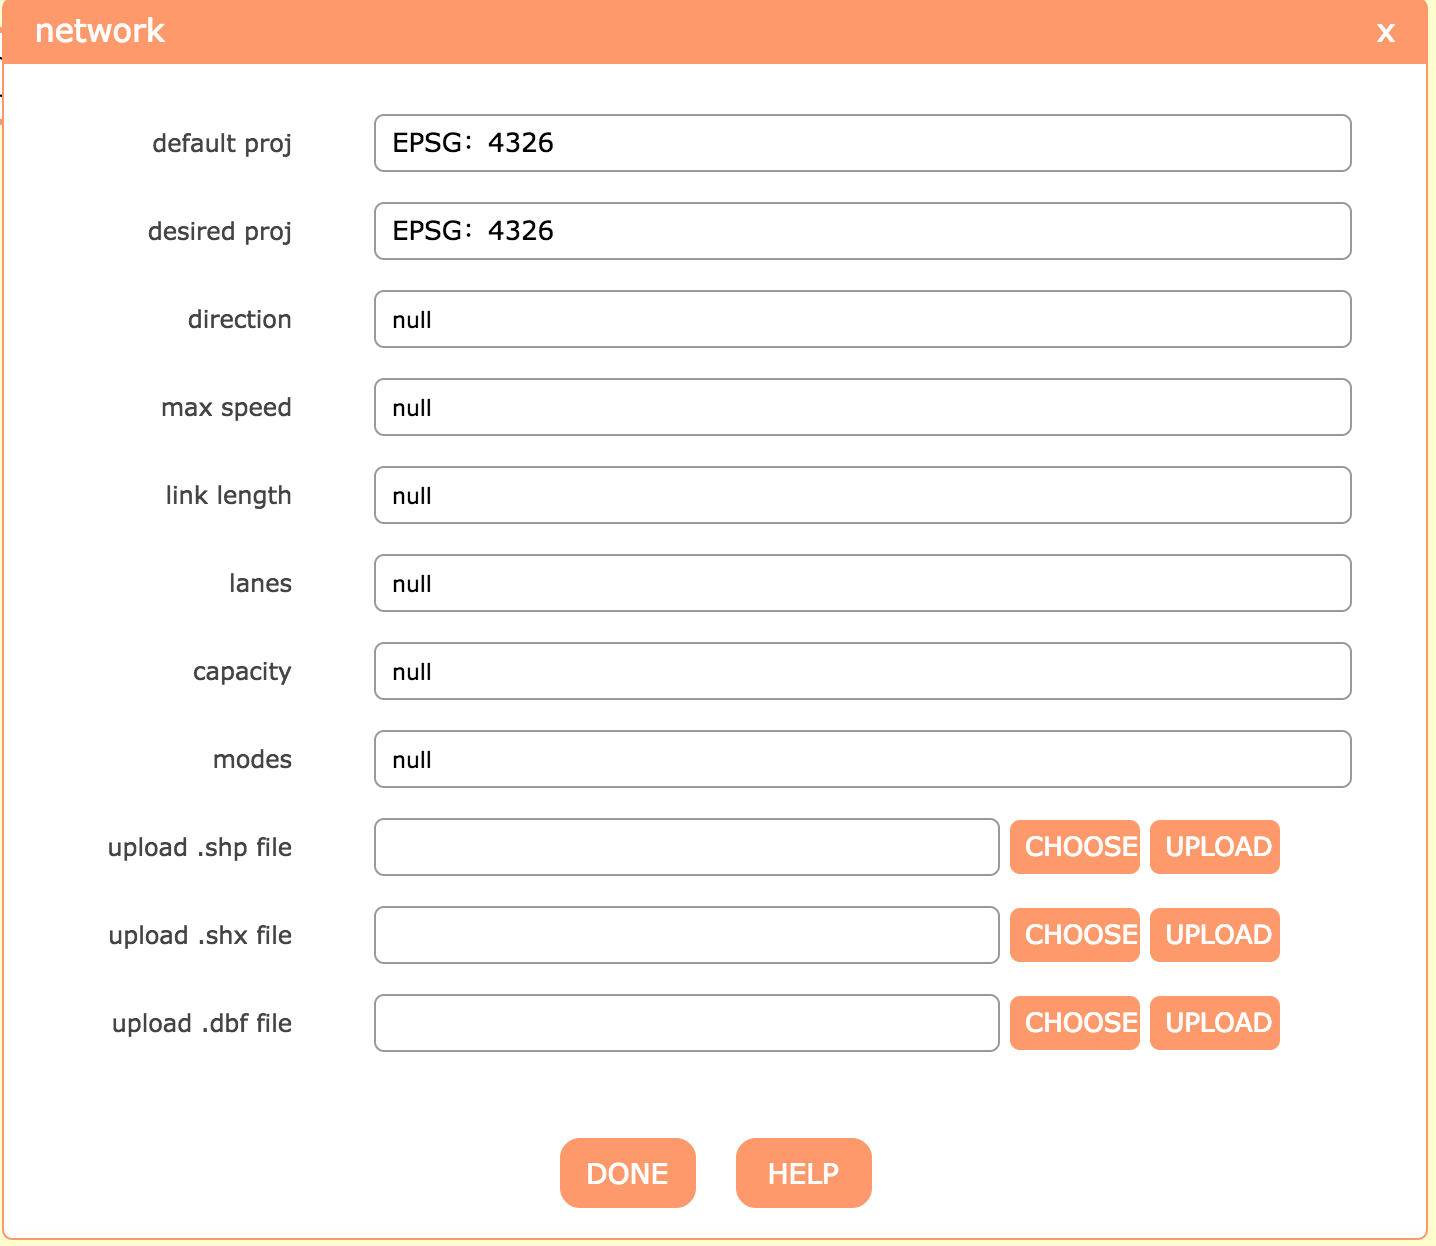 network x
default proj EPSG: 4326
desired proj EPSG: 4326
direction null
max speed null
link length null
lanes null
capacity null
modes null
upload .shp file CHOOSE UPLOAD
upload .shx file CHOOSE UPLOAD
upload .dbf file CHOOSE UPLOAD
DONE HELP